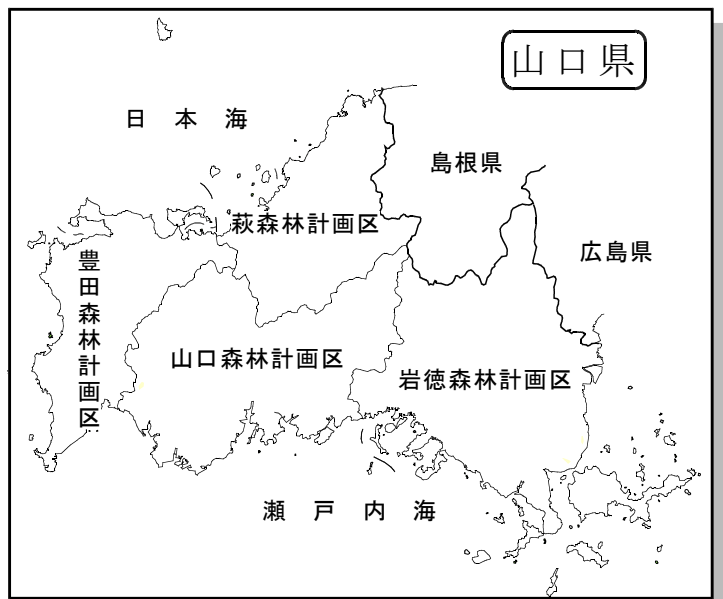 山口県
日本海
島根県
萩森林計画区
広島県
豊田森林計画区
山口森林計画区
岩徳森林計画区
瀬戸内海